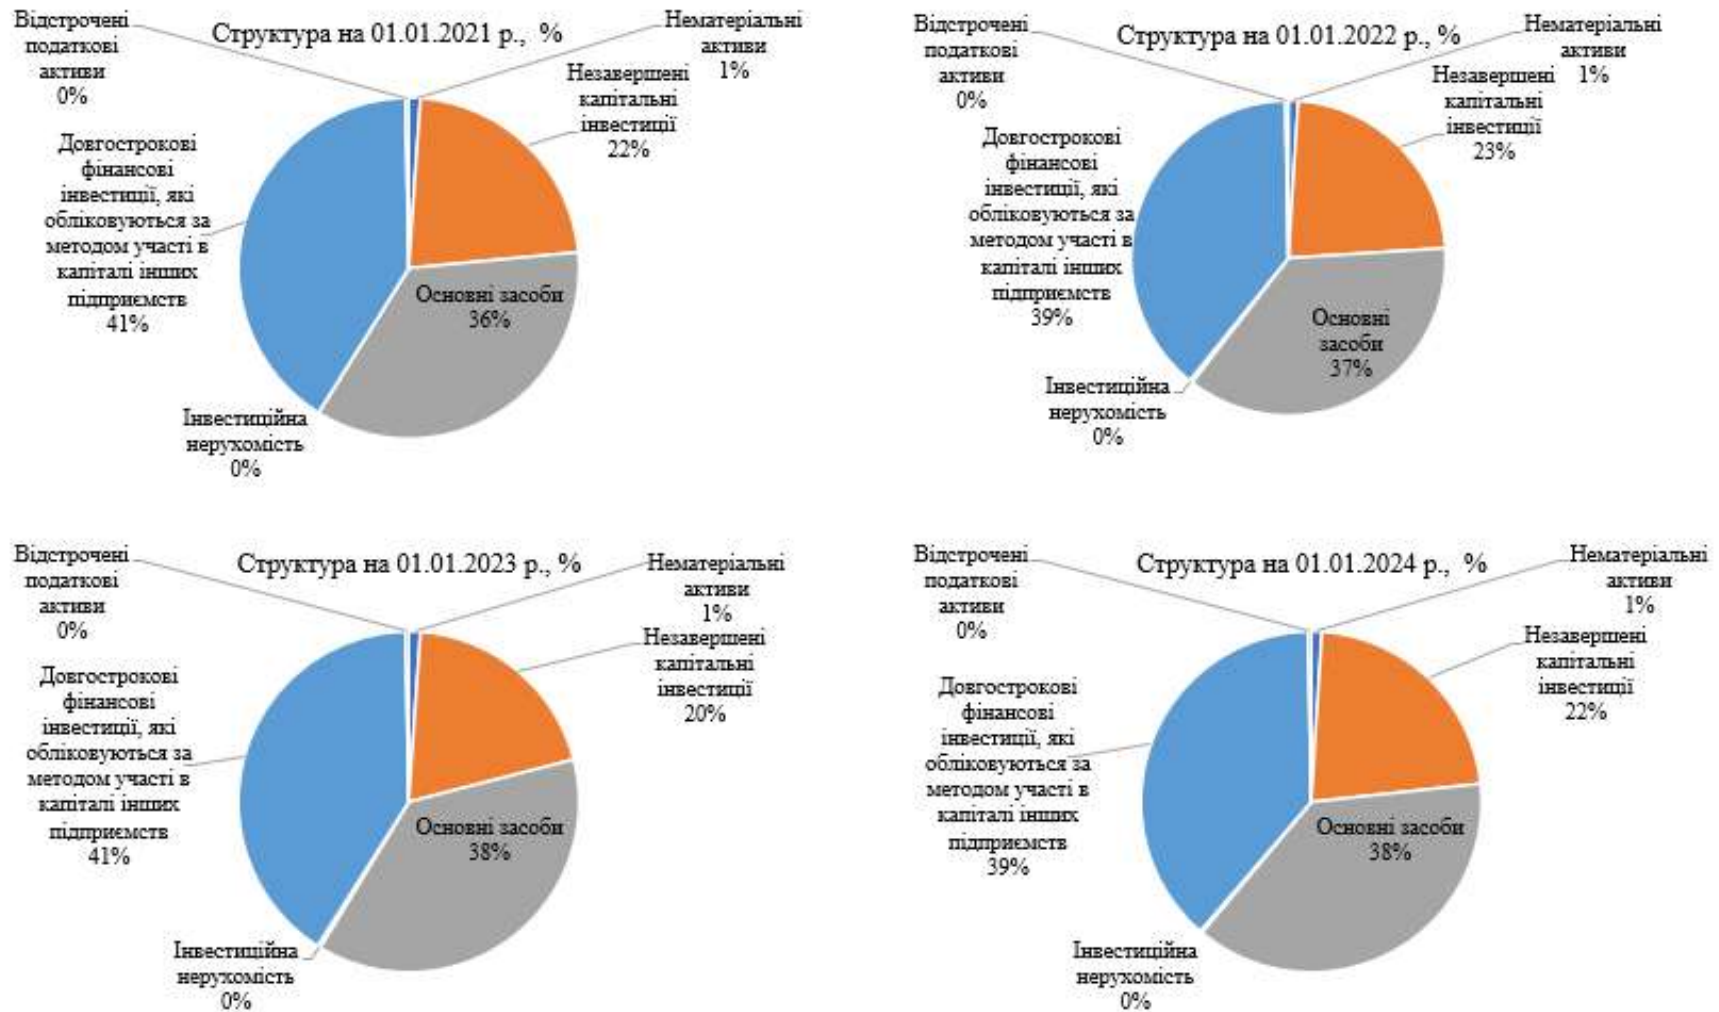 Структура на 01.01.2021 р., %
Відстрочені
податкові
активи
0%
Нематеріальні
активи
1%
Незавершені
капітальні
інвестиції
22%
Довгострокові
фінансові
інвестиції, які
обліковуються за
методом участі в
капіталі інших
підприємств
41%
Основні засоби
36%
Інвестиційна
нерухомість
0%
Структура на 01.01.2022 р., %
Відстрочені
податкові
активи
0%
Нематеріальні
активи
1%
Незавершені
капітальні
інвестиції
23%
Довгострокові
фінансові
інвестиції, які
обліковуються за
методом участі в
капіталі інших
підприємств
39%
Основні
засоби
37%
Інвестиційна
нерухомість
0%
Структура на 01.01.2023 р., %
Відстрочені
податкові
активи
0%
Нематеріальні
активи
1%
Незавершені
капітальні
інвестиції
20%
Довгострокові
фінансові
інвестиції, які
обліковуються за
методом участі в
капіталі інших
підприємств
41%
Основні засоби
38%
Інвестиційна
нерухомість
0%
Структура на 01.01.2024 р., %
Відстрочені
податкові
активи
0%
Нематеріальні
активи
1%
Незавершені
капітальні
інвестиції
22%
Довгострокові
фінансові
інвестиції, які
обліковуються за
методом участі в
капіталі інших
підприємств
39%
Основні засоби
38%
Інвестиційна
нерухомість
0%